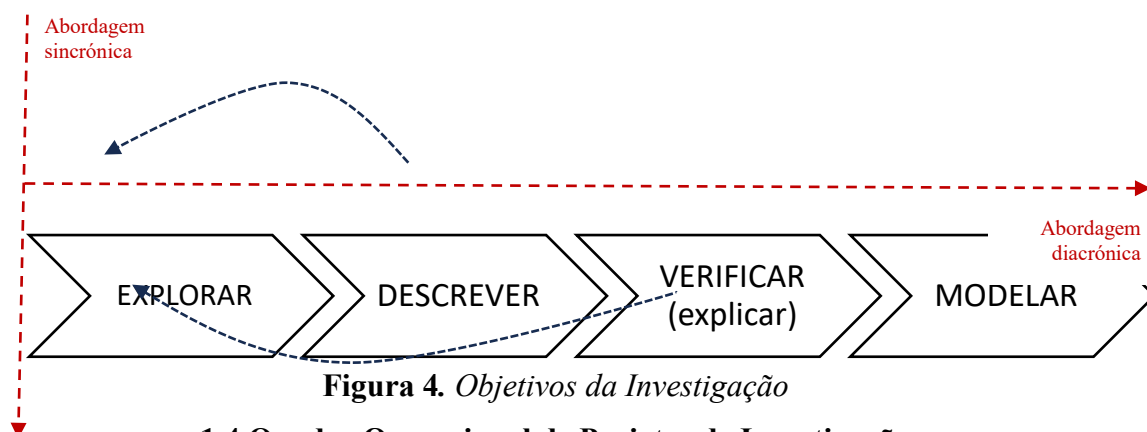 Abordagem
sincrónica
Abordagem
diacrónica
EXPLORAR
DESCREVER
VERIFICAR
(explicar)
MODELAR
Figura 4. Objetivos da Investigação